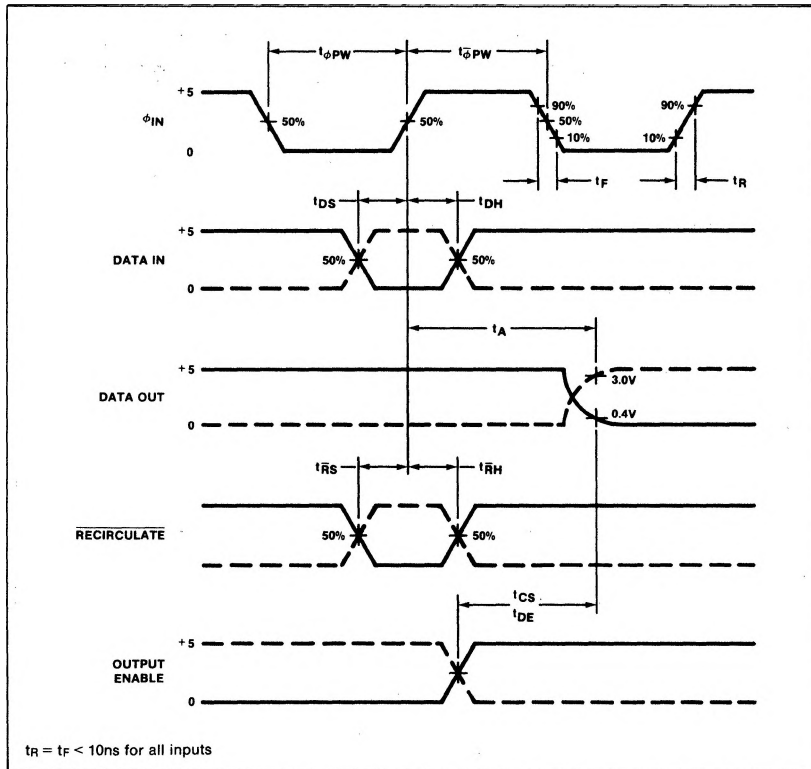 tφPW tφ̅PW
+5
φIN
50% 50% 90% 50% 10% 10% 90%
0
tF tR
tDS tDH
+5
DATA IN
50% 50%
0
tA
+5
DATA OUT
3.0V
0.4V
0
tR̅S tR̅H
RECIRCULATE
50% 50%
tCS
tDE
+5
OUTPUT
ENABLE
0
tR = tF < 10ns for all inputs